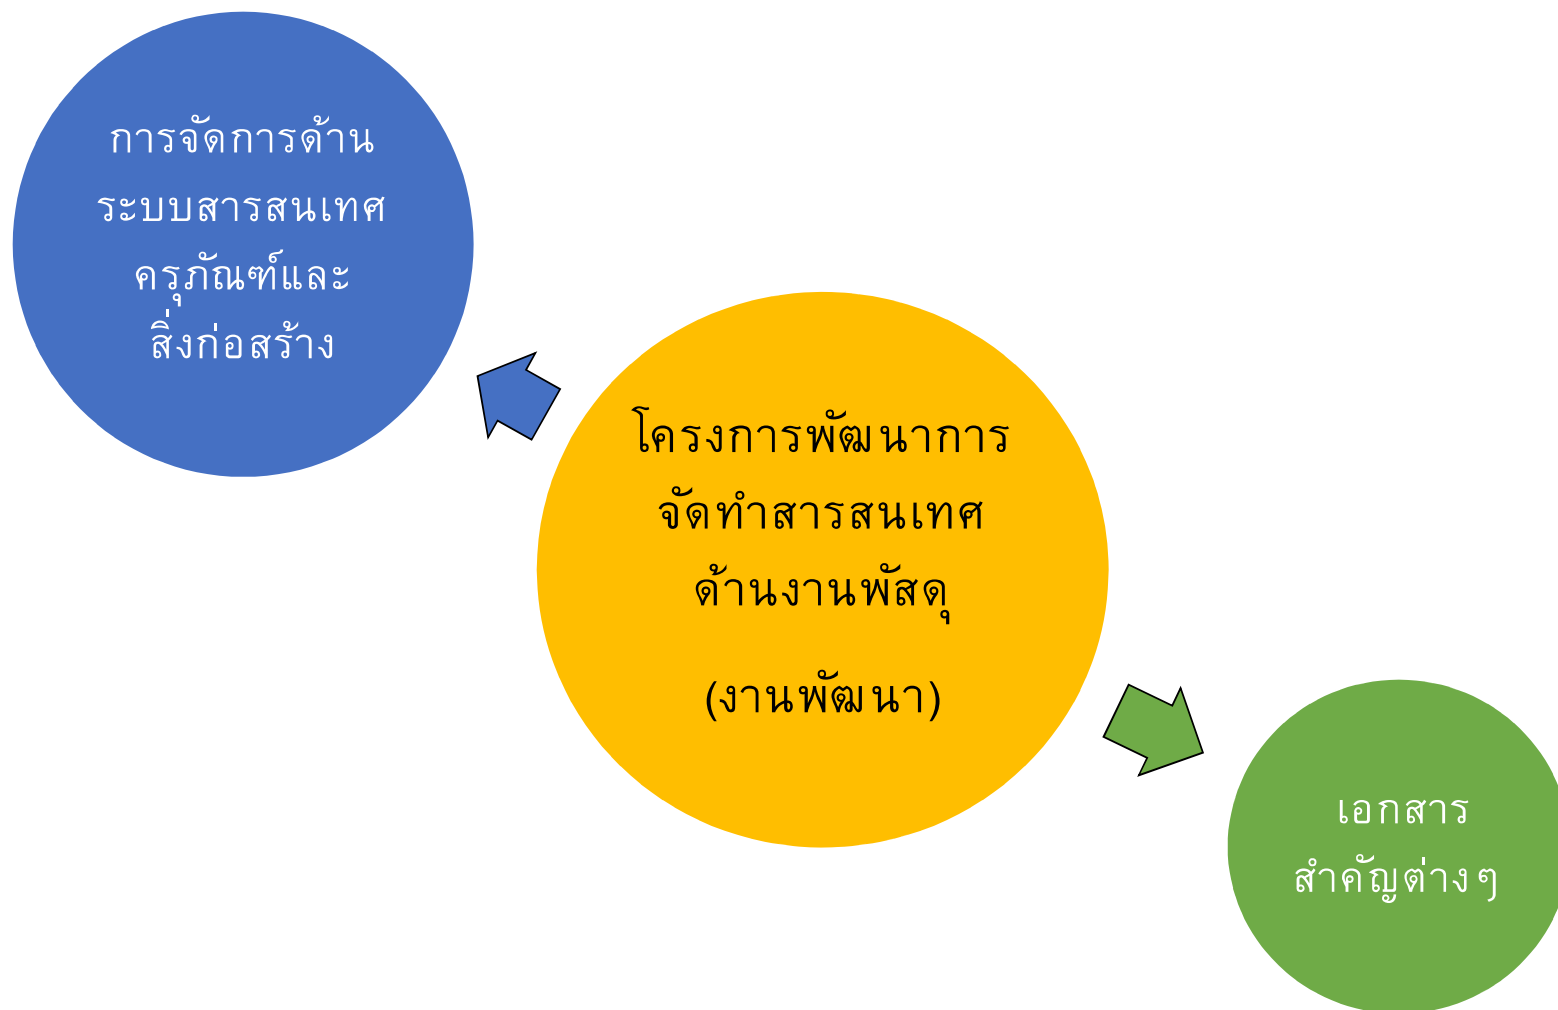 การจัดการด้าน
ระบบสารสนเทศ
ครุภัณฑ์และ
สิ่งก่อสร้าง
โครงการพัฒนาการ
จัดทำสารสนเทศ
ด้านงานพัสดุ
(งานพัฒนา)
เอกสาร
สำคัญต่างๆ